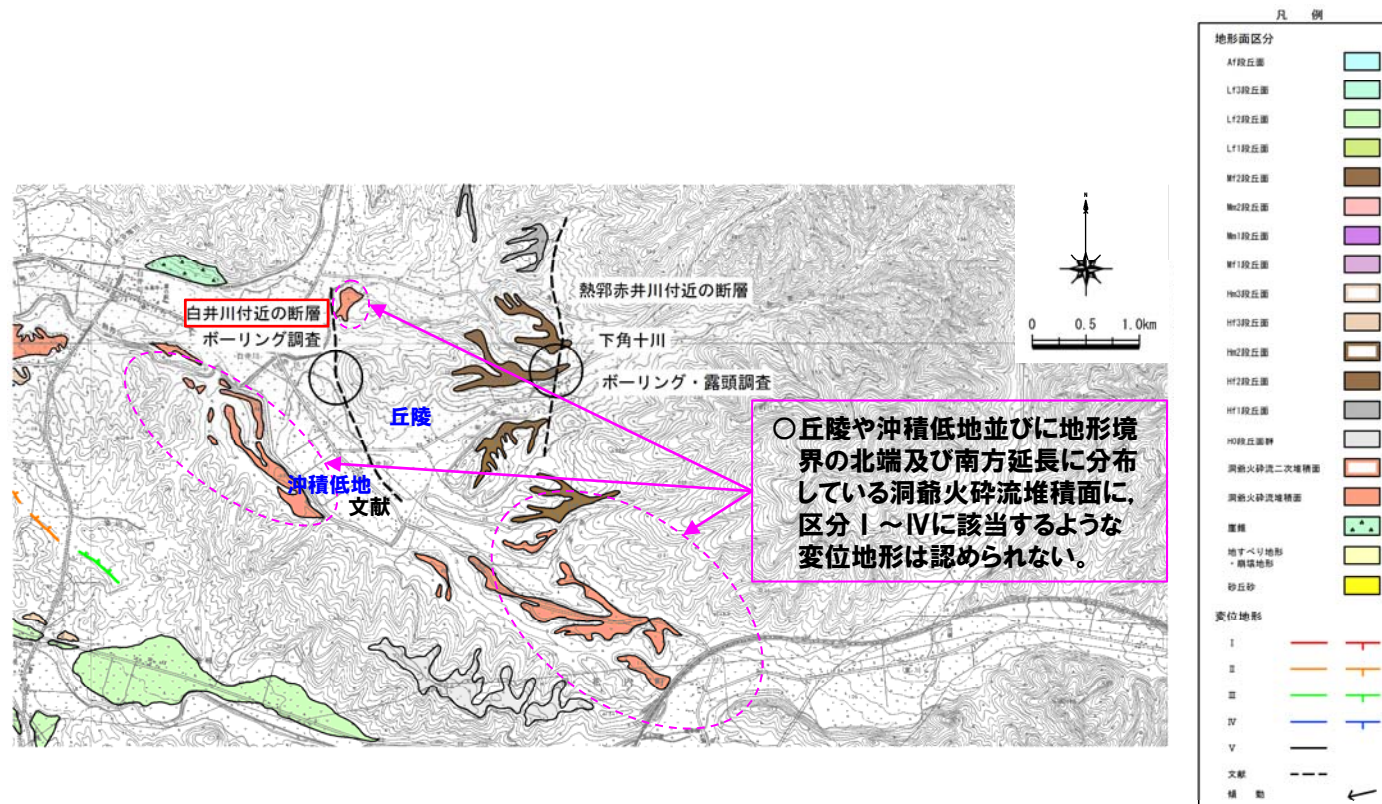 凡 例
地形面区分
Af段丘面
Lf3段丘面
Lf2段丘面
Lf1段丘面
Mf2段丘面
Mm2段丘面
Mm1段丘面
Mf1段丘面
Hm3段丘面
Hf3段丘面
Hm2段丘面
Hf2段丘面
Hf1段丘面
H0段丘面群
洞爺火砕流二次堆積面
洞爺火砕流堆積面
崖錐
地すべり地形
・崩壊地形
砂丘砂
変位地形
Ⅰ
Ⅱ
Ⅲ
Ⅳ
Ⅴ
文献
傾 動
N
0 0.5 1.0km
白井川付近の断層
ボーリング調査
熱郛赤井川付近の断層
下角十川
ボーリング・露頭調査
丘陵
沖積低地
文献
○丘陵や沖積低地並びに地形境
界の北端及び南方延長に分布
している洞爺火砕流堆積面に,
区分Ⅰ～Ⅳに該当するような
変位地形は認められない。